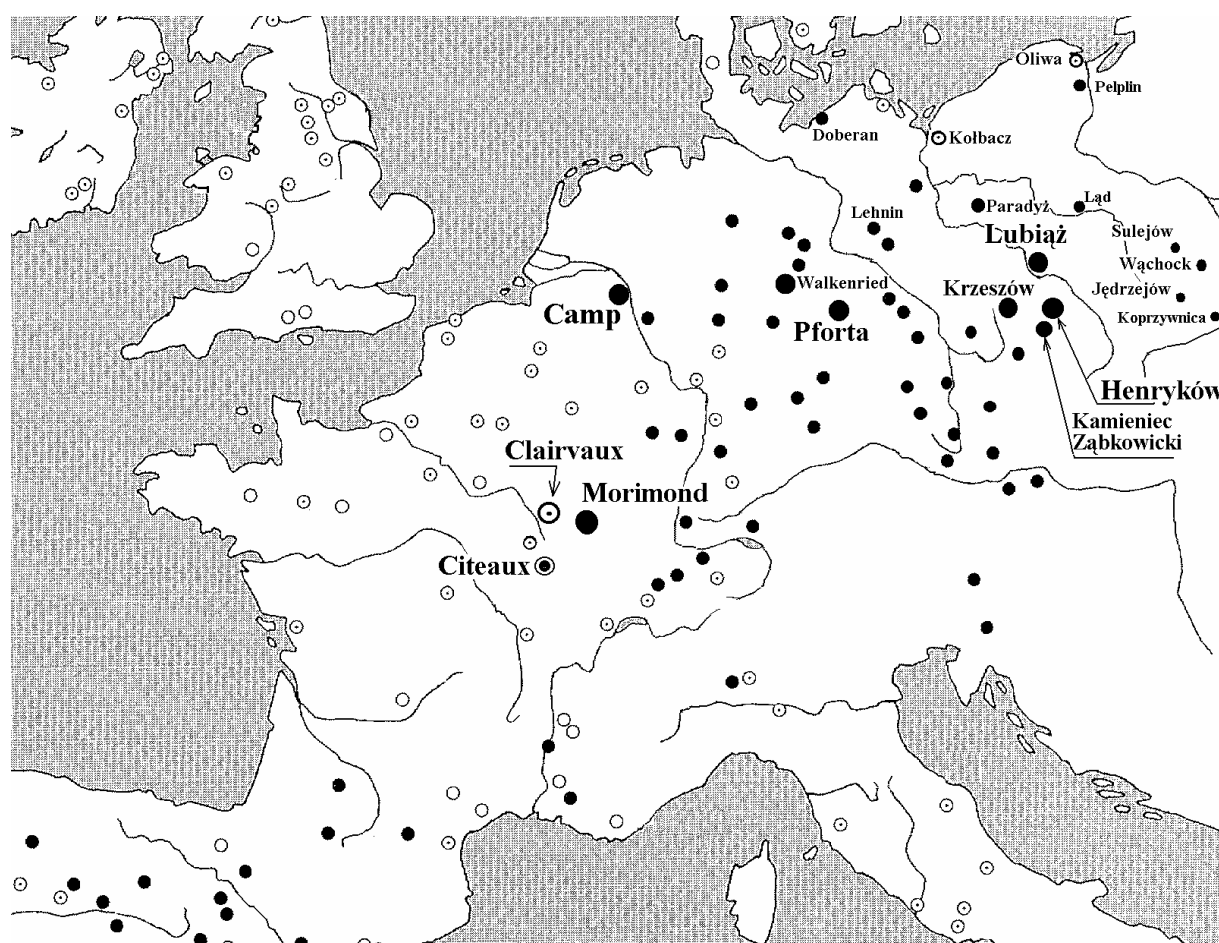 Oliwa
Pelplin
Doberan
Kołbacz
Lehnin
Paradyż
Ląd
Lubiąż
Sulejów
Wąchock
Walkenried
Krzeszów
Jędrzejów
Camp
Pforta
Koprzywnica
Henryków
Kamieniec
Ząbkowicki
Clairvaux
Morimond
Citeaux